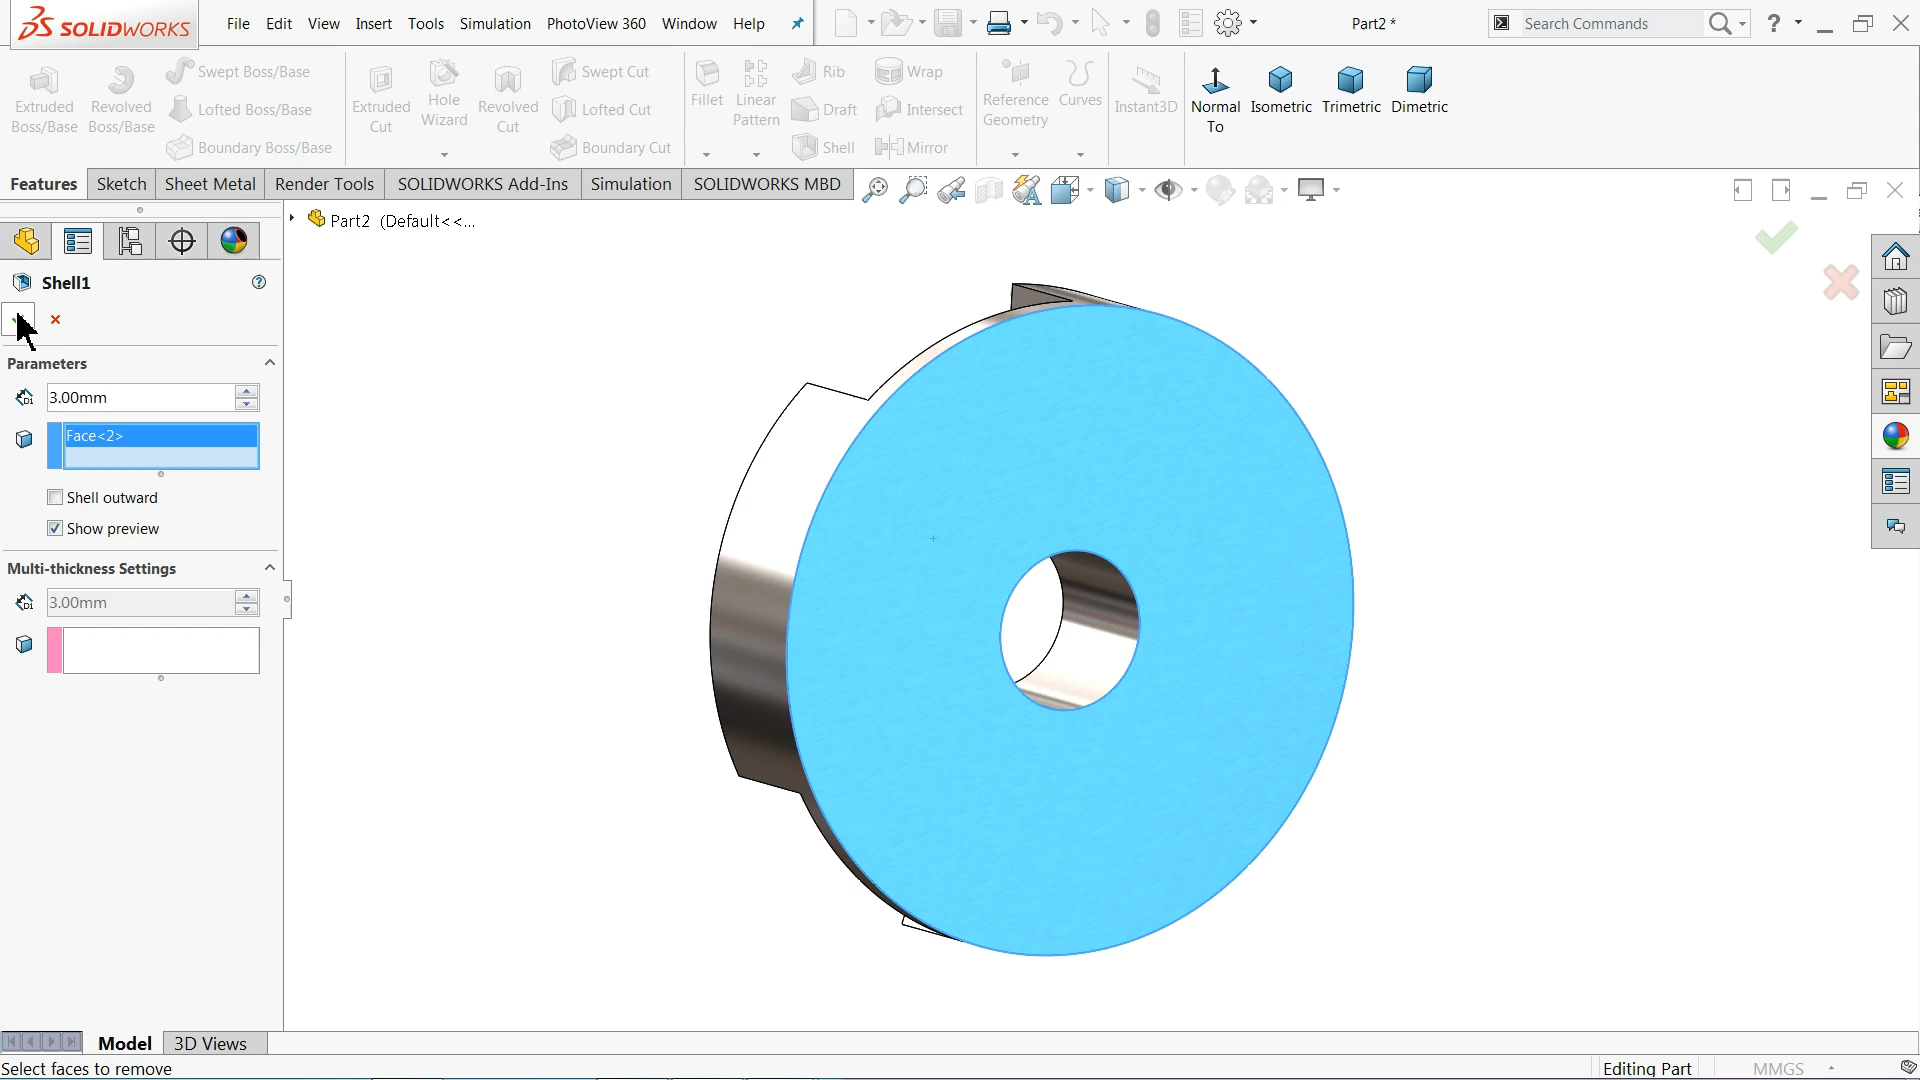 SOLIDWORKS File Edit View Insert Tools Simulation PhotoView 360 Window Help Part2 * Search Commands ?
Extruded Boss/Base
Revolved Boss/Base
Swept Boss/Base
Lofted Boss/Base
Boundary Boss/Base
Extruded Cut
Hole Wizard
Revolved Cut
Swept Cut
Lofted Cut
Boundary Cut
Fillet
Linear Pattern
Rib
Draft
Shell
Wrap
Intersect
Mirror
Reference Geometry
Curves
Instant3D
Normal To
Isometric
Trimetric
Dimetric
Features Sketch Sheet Metal Render Tools SOLIDWORKS Add-Ins Simulation SOLIDWORKS MBD
Part2 (Default<<...
Shell1 ?
Parameters
3.00mm
Face<2>
Shell outward
Show preview
Multi-thickness Settings
3.00mm
Model 3D Views
Select faces to remove Editing Part MMGS